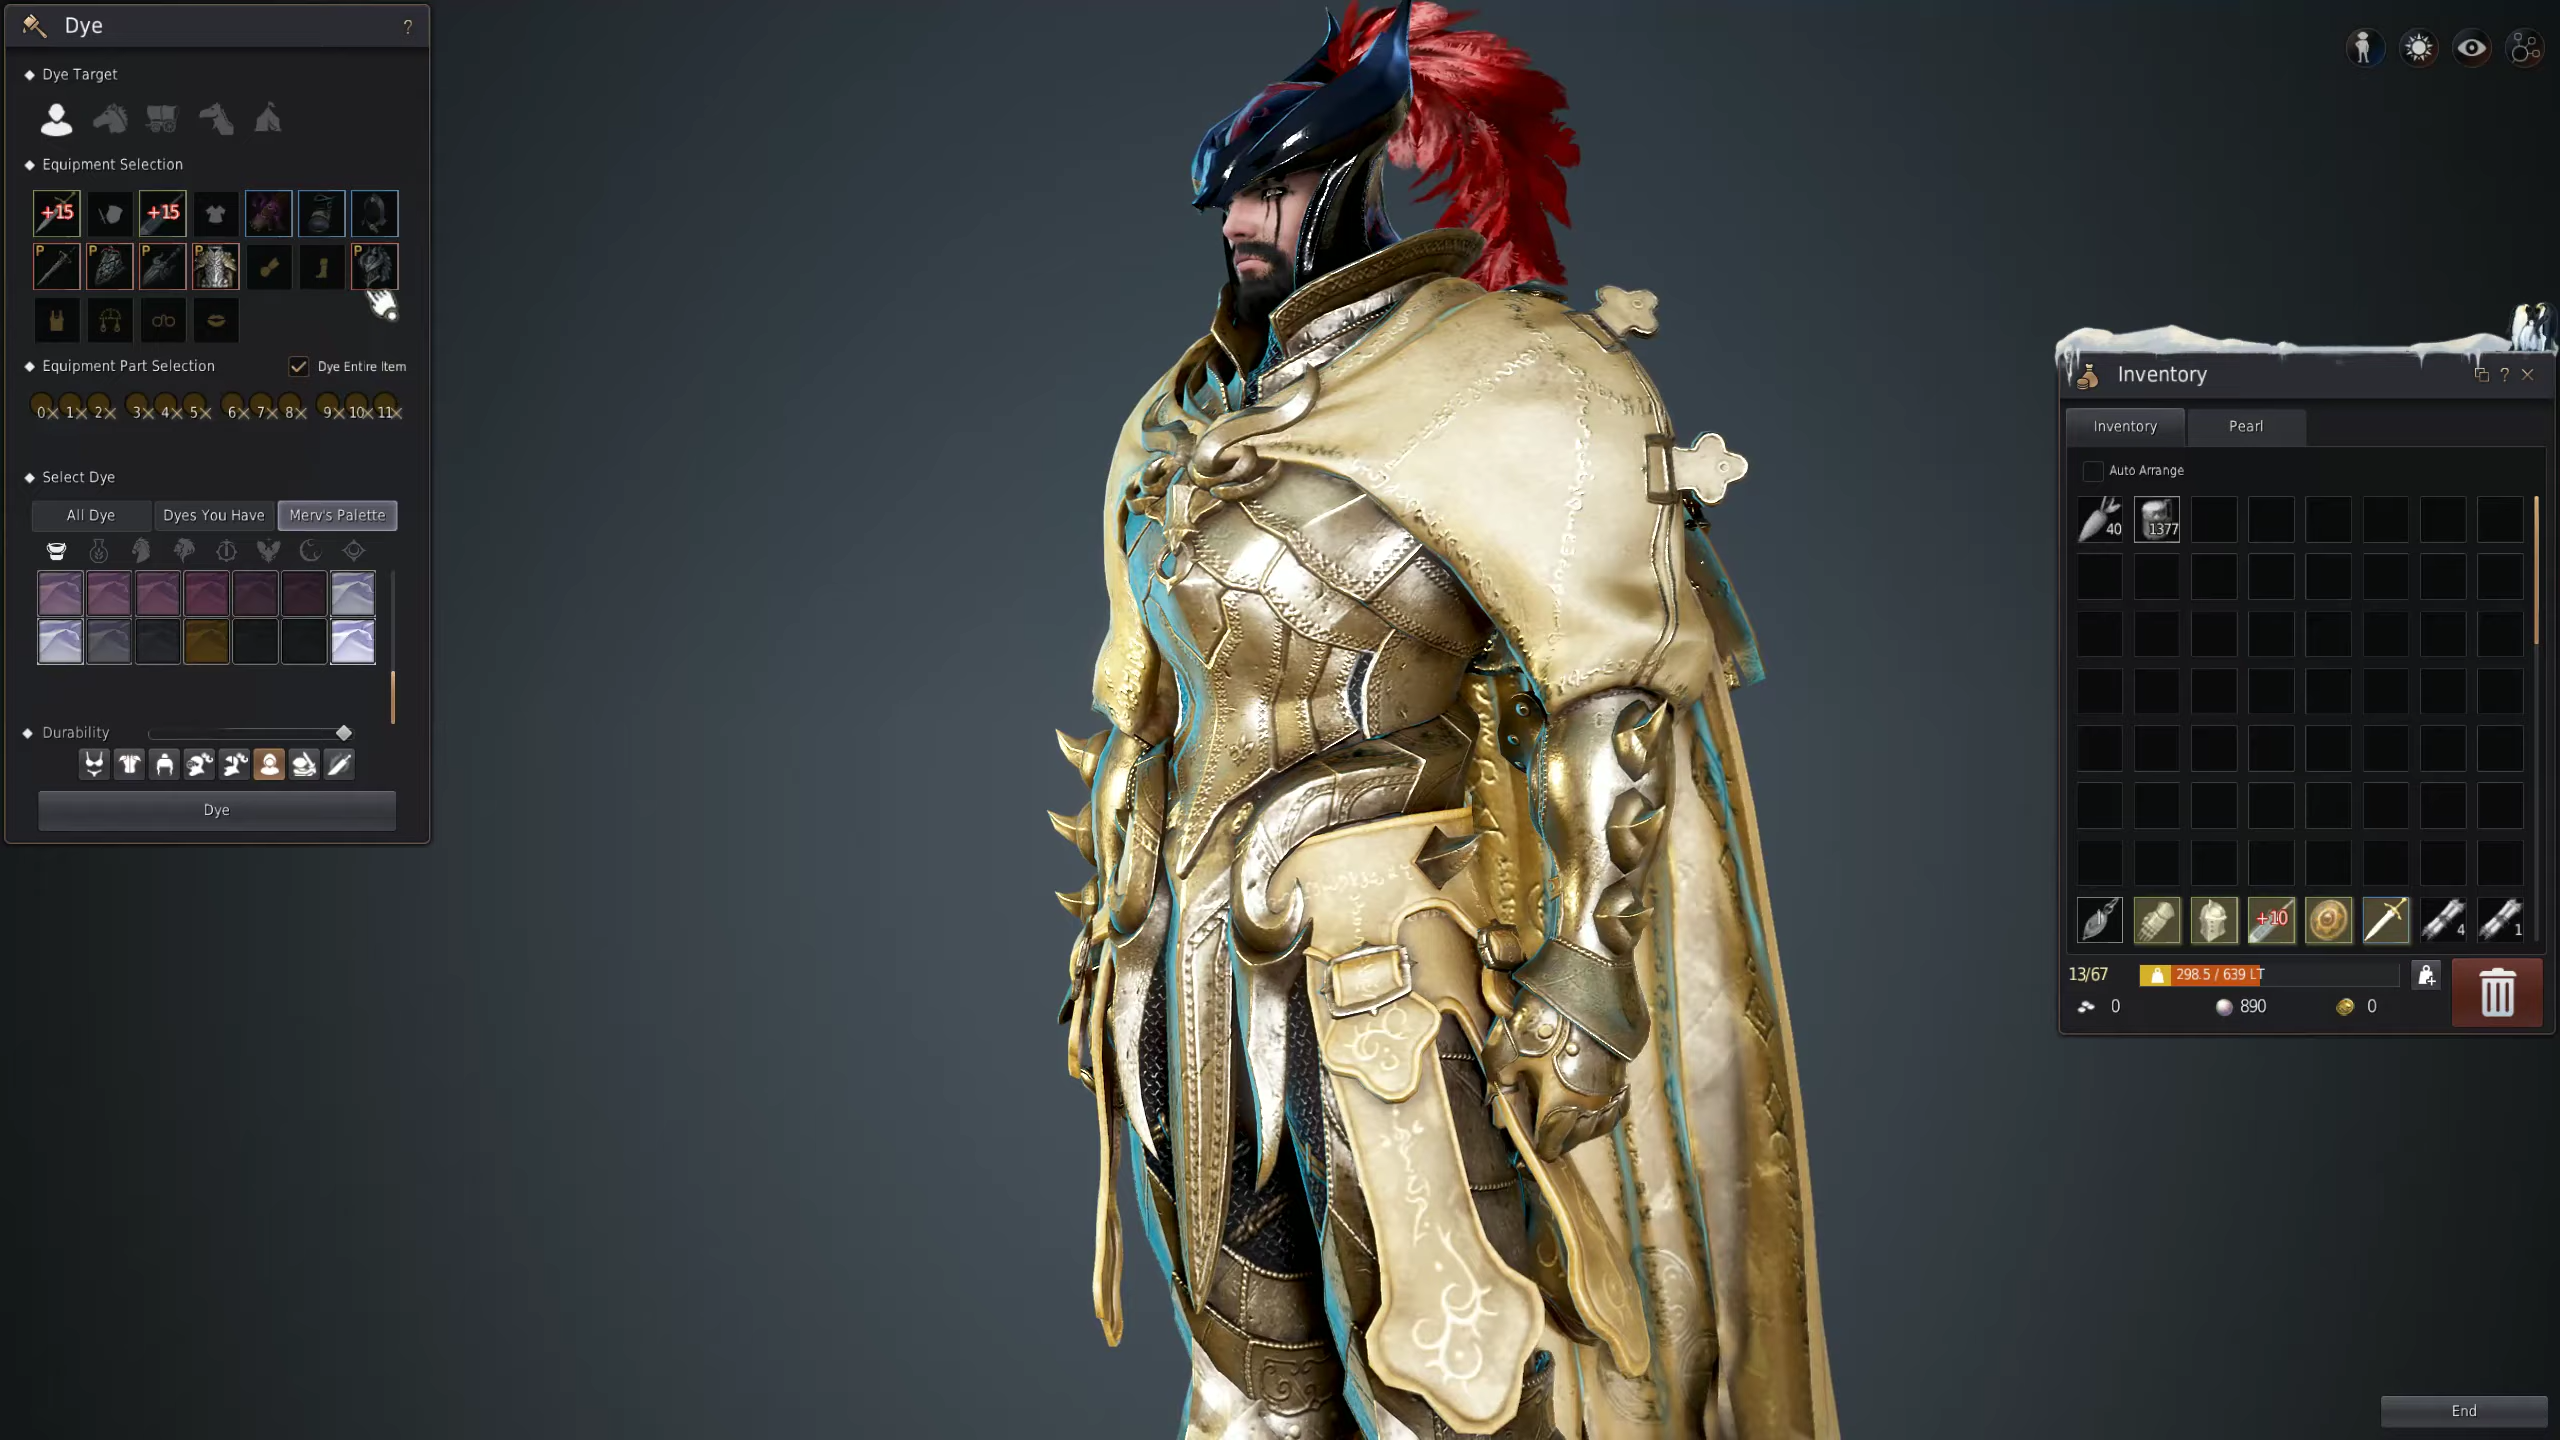 Dye
?
Dye Target
Equipment Selection
+15
+15
P
P
P
P
P
Equipment Part Selection
Dye Entire Item
0× 1× 2× 3× 4× 5× 6× 7× 8× 9× 10× 11×
Select Dye
All Dye
Dyes You Have
Merv's Palette
Durability
Dye
Inventory
?
Inventory
Pearl
Auto Arrange
40
1377
+10
4
1
13/67
298.5 / 639 LT
0
890
0
End